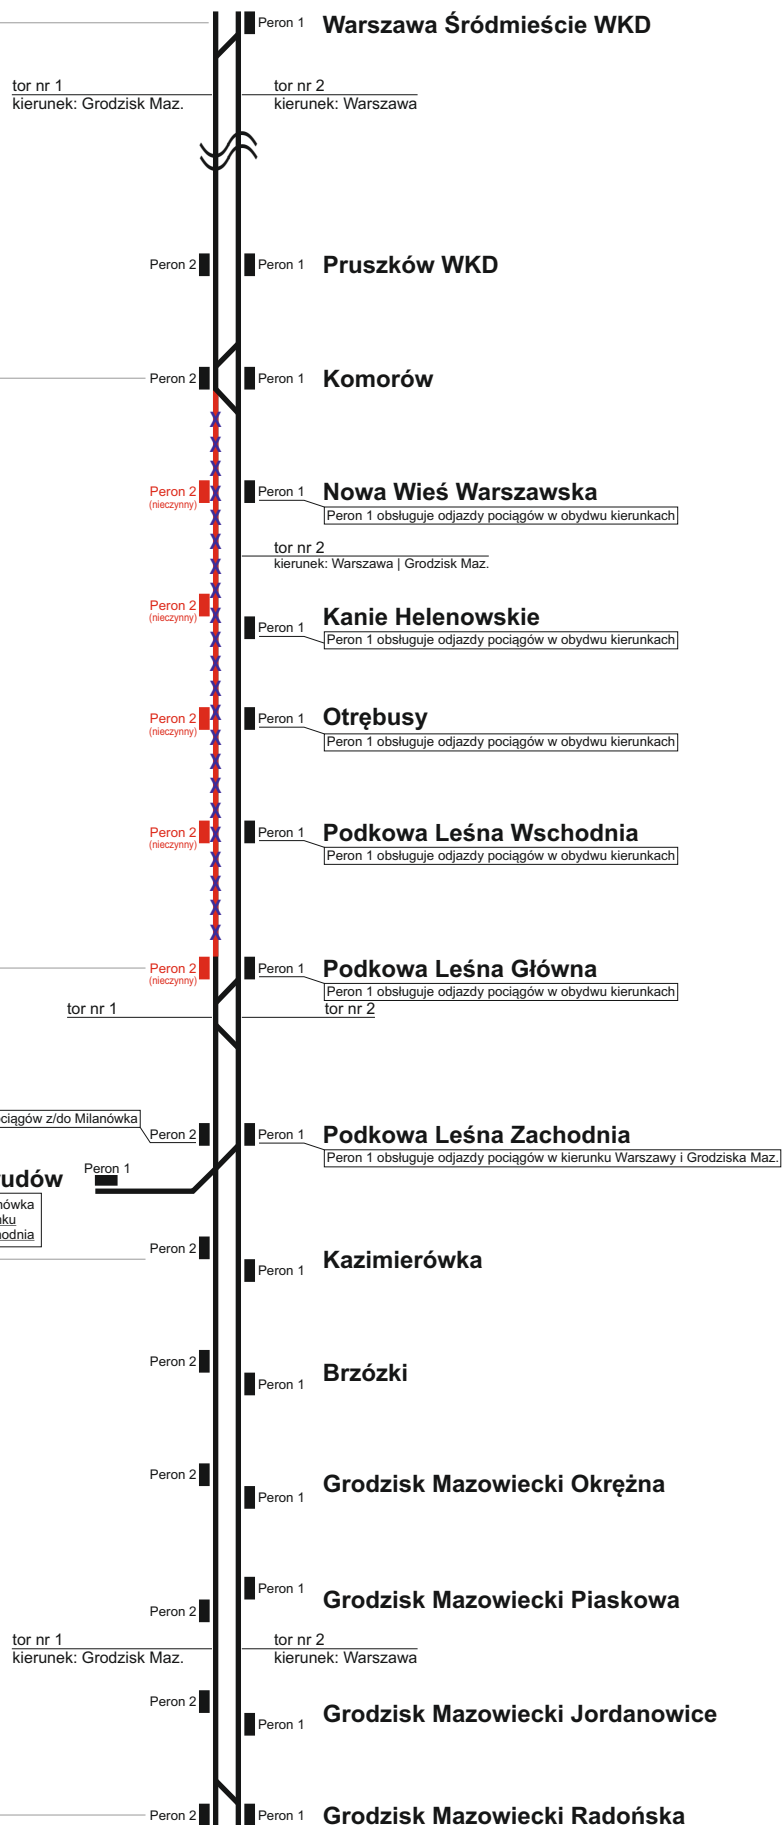 Peron 1 Warszawa Śródmieście WKD
tor nr 1 tor nr 2
kierunek: Grodzisk Maz. kierunek: Warszawa
Peron 2 Peron 1 Pruszków WKD
Peron 2 Peron 1 Komorów
Peron 2 Peron 1 Nowa Wieś Warszawska
(nieczynny)
Peron 1 obsługuje odjazdy pociągów w obydwu kierunkach
tor nr 2
kierunek: Warszawa | Grodzisk Maz.
Peron 2
(nieczynny)
Peron 1 Kanie Helenowskie
Peron 1 obsługuje odjazdy pociągów w obydwu kierunkach
Peron 2 Peron 1 Otrębusy
(nieczynny)
Peron 1 obsługuje odjazdy pociągów w obydwu kierunkach
Peron 2 Peron 1 Podkowa Leśna Wschodnia
(nieczynny)
Peron 1 obsługuje odjazdy pociągów w obydwu kierunkach
Peron 2 Peron 1 Podkowa Leśna Główna
(nieczynny)
Peron 1 obsługuje odjazdy pociągów w obydwu kierunkach
tor nr 1 tor nr 2
ciągów z/do Milanówka
Peron 2 Peron 1 Podkowa Leśna Zachodnia
Peron 1 obsługuje odjazdy pociągów w kierunku Warszawy i Grodziska Maz.
rudów Peron 1
nówka
nku
hodnia
Peron 2
Peron 1 Kazimierówka
Peron 2
Peron 1 Brzózki
Peron 2
Peron 1 Grodzisk Mazowiecki Okrężna
Peron 1 Grodzisk Mazowiecki Piaskowa
Peron 2
tor nr 1 tor nr 2
kierunek: Grodzisk Maz. kierunek: Warszawa
Peron 2
Peron 1 Grodzisk Mazowiecki Jordanowice
Peron 2 Peron 1 Grodzisk Mazowiecki Radońska